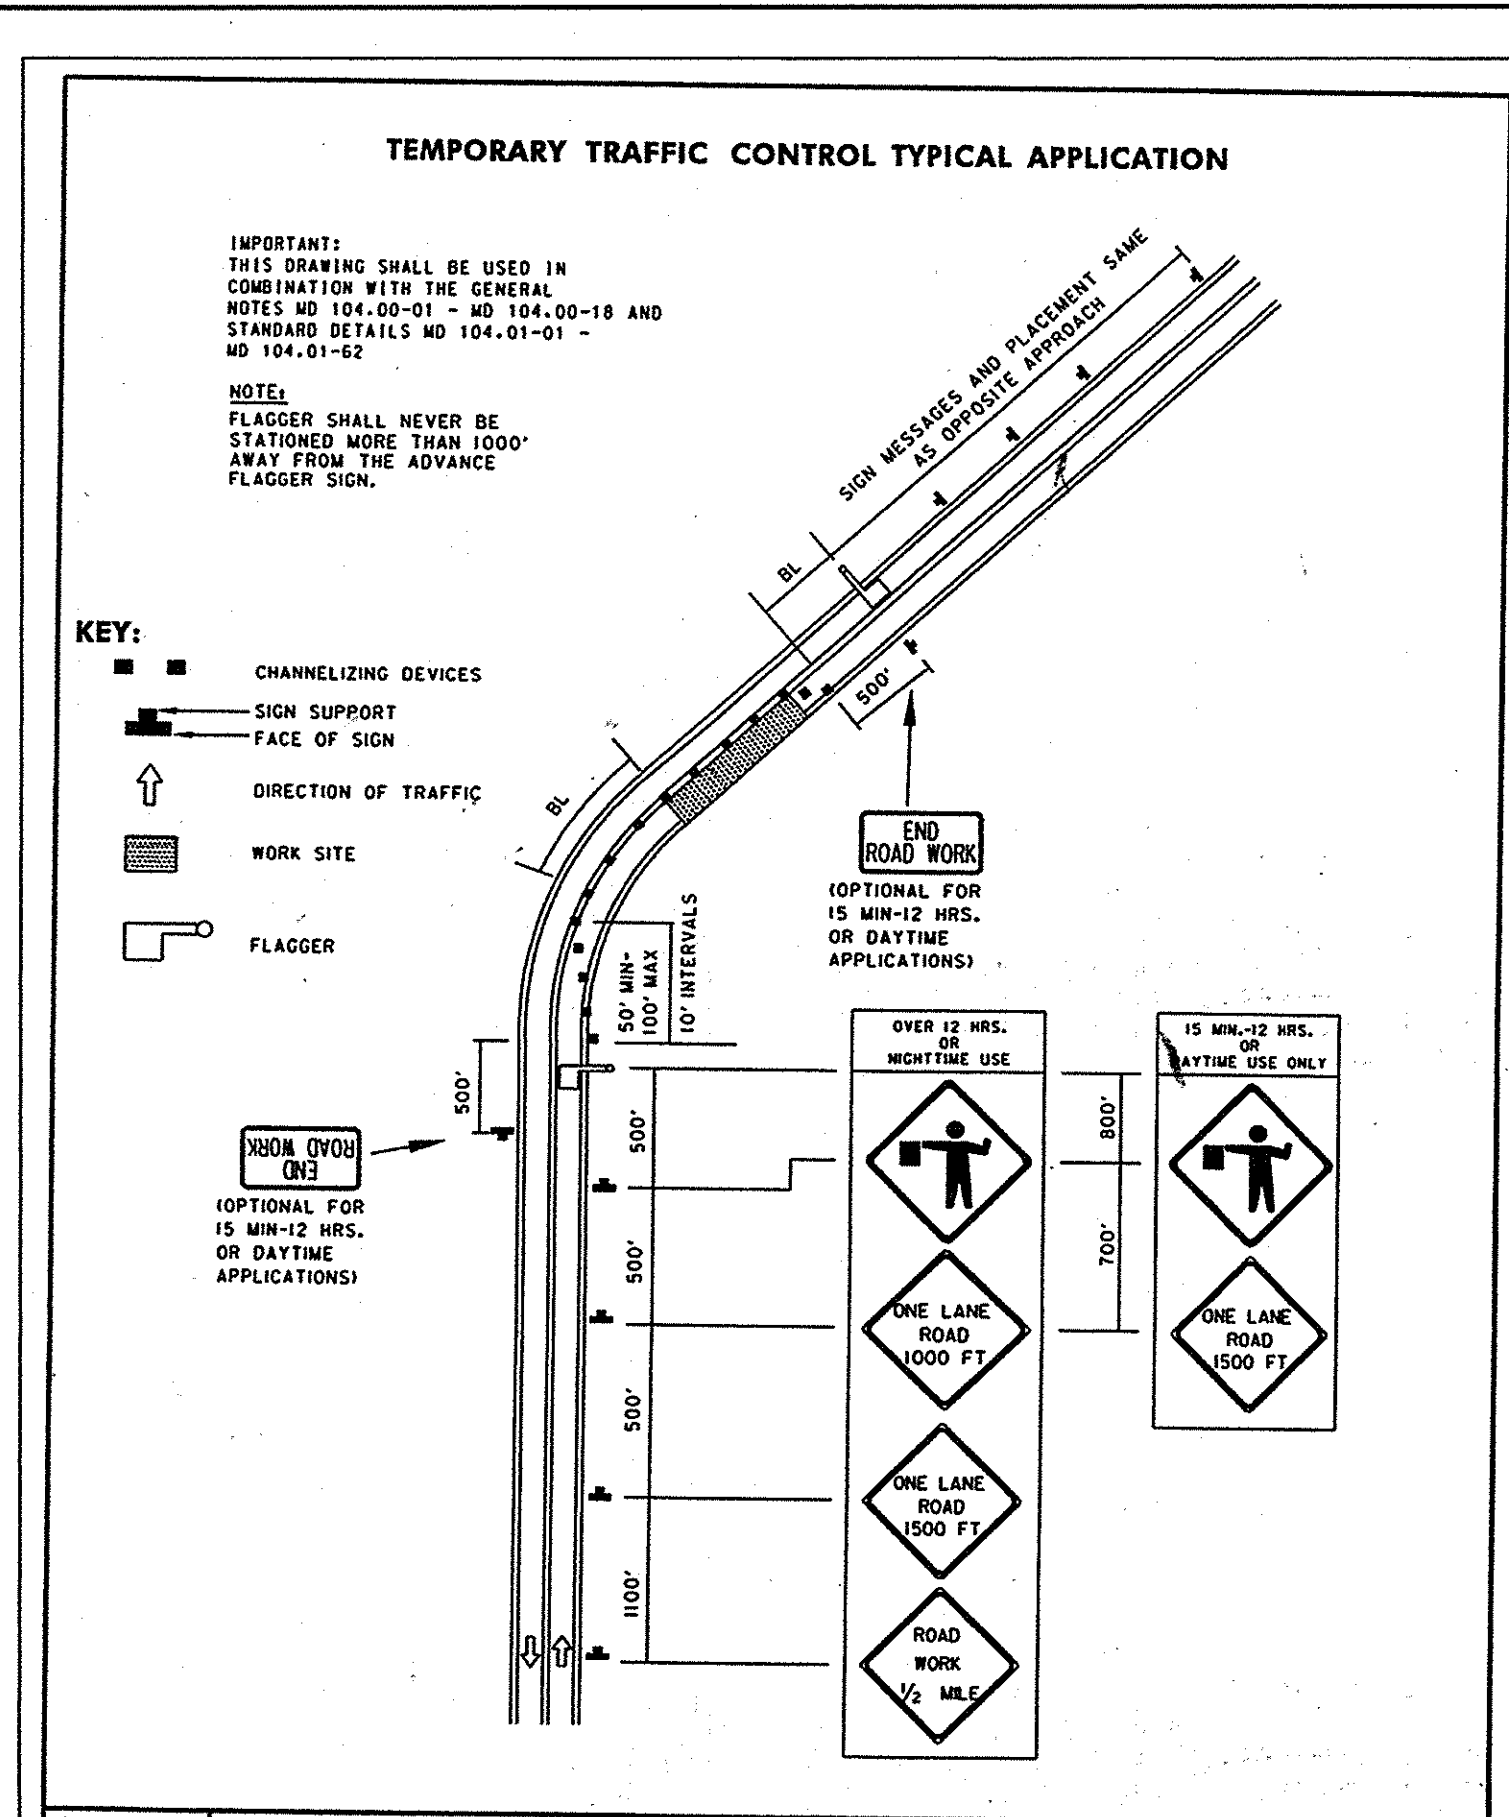 TEMPORARY TRAFFIC CONTROL TYPICAL APPLICATION
IMPORTANT:
THIS DRAWING SHALL BE USED IN
COMBINATION WITH THE GENERAL
NOTES MD 104.00-01 - MD 104.00-18 AND
STANDARD DETAILS MD 104.01-01 -
MD 104.01-62
NOTE:
FLAGGER SHALL NEVER BE
STATIONED MORE THAN 1000'
AWAY FROM THE ADVANCE
FLAGGER SIGN.
SIGN MESSAGES AND PLACEMENT SAME
AS OPPOSITE APPROACH
BL
500'
KEY:
CHANNELIZING DEVICES
SIGN SUPPORT
FACE OF SIGN
DIRECTION OF TRAFFIC
WORK SITE
FLAGGER
BL
END
ROAD WORK
(OPTIONAL FOR
15 MIN-12 HRS.
OR DAYTIME
APPLICATIONS)
50' MIN-
100' MAX
10' INTERVALS
500'
END
ROAD WORK
(OPTIONAL FOR
15 MIN-12 HRS.
OR DAYTIME
APPLICATIONS)
500'
500'
500'
1100'
OVER 12 HRS.
OR
NIGHTTIME USE
ONE LANE
ROAD
1000 FT
ONE LANE
ROAD
1500 FT
ROAD
WORK
1/2 MILE
800'
700'
15 MIN.-12 HRS.
OR
AYTIME USE ONLY
ONE LANE
ROAD
1500 FT